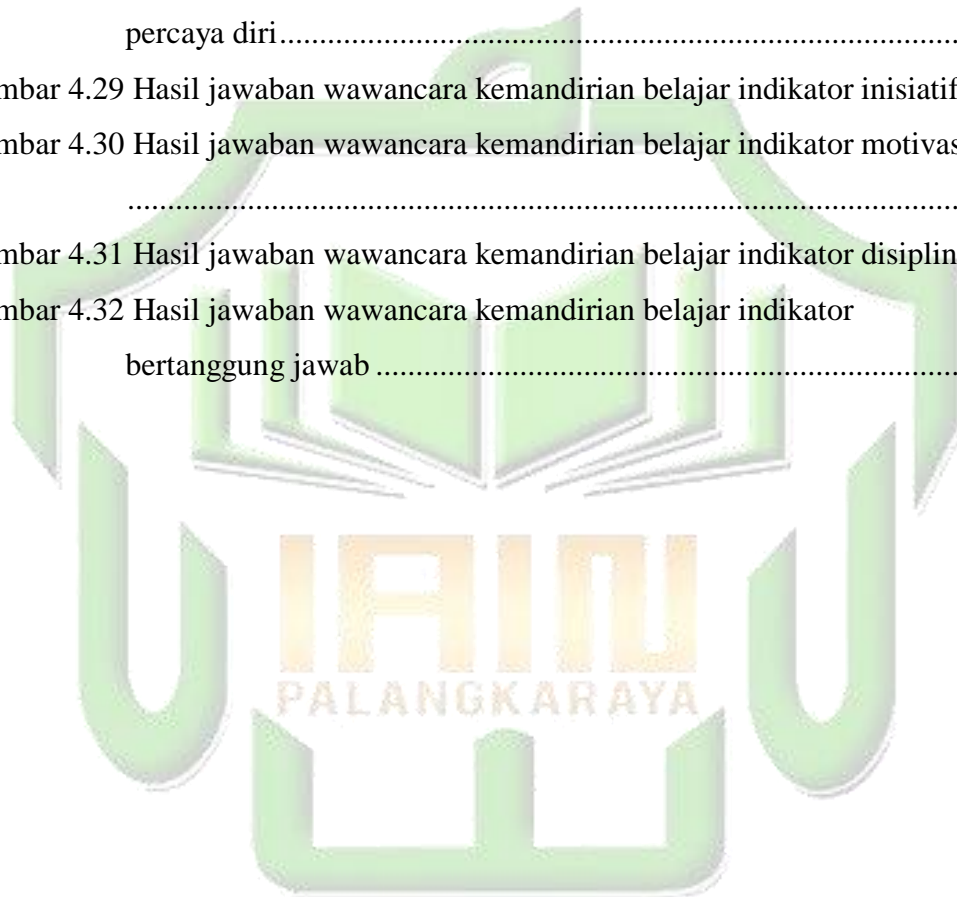 percaya diri...........................................................................................
mbar 4.29 Hasil jawaban wawancara kemandirian belajar indikator inisiatif
mbar 4.30 Hasil jawaban wawancara kemandirian belajar indikator motivas
..............................................................................................................
mbar 4.31 Hasil jawaban wawancara kemandirian belajar indikator disiplin
mbar 4.32 Hasil jawaban wawancara kemandirian belajar indikator
bertanggung jawab ..............................................................................
IAIN
PALANGKARAYA